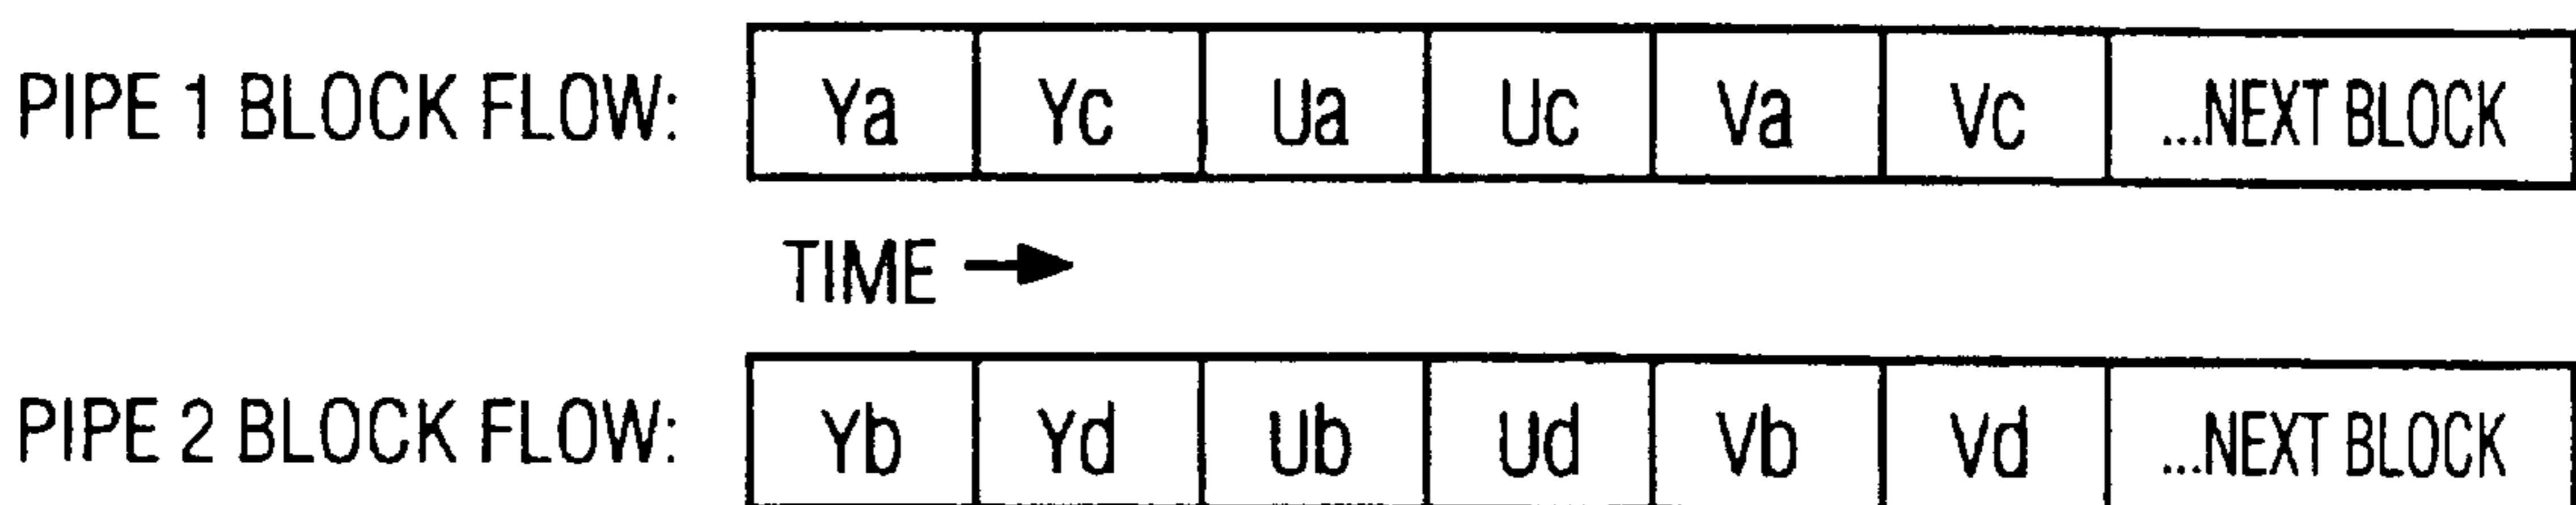 PIPE 1 BLOCK FLOW: Ya Yc Ua Uc Va Vc ...NEXT BLOCK
TIME
PIPE 2 BLOCK FLOW: Yb Yd Ub Ud Vb Vd ...NEXT BLOCK